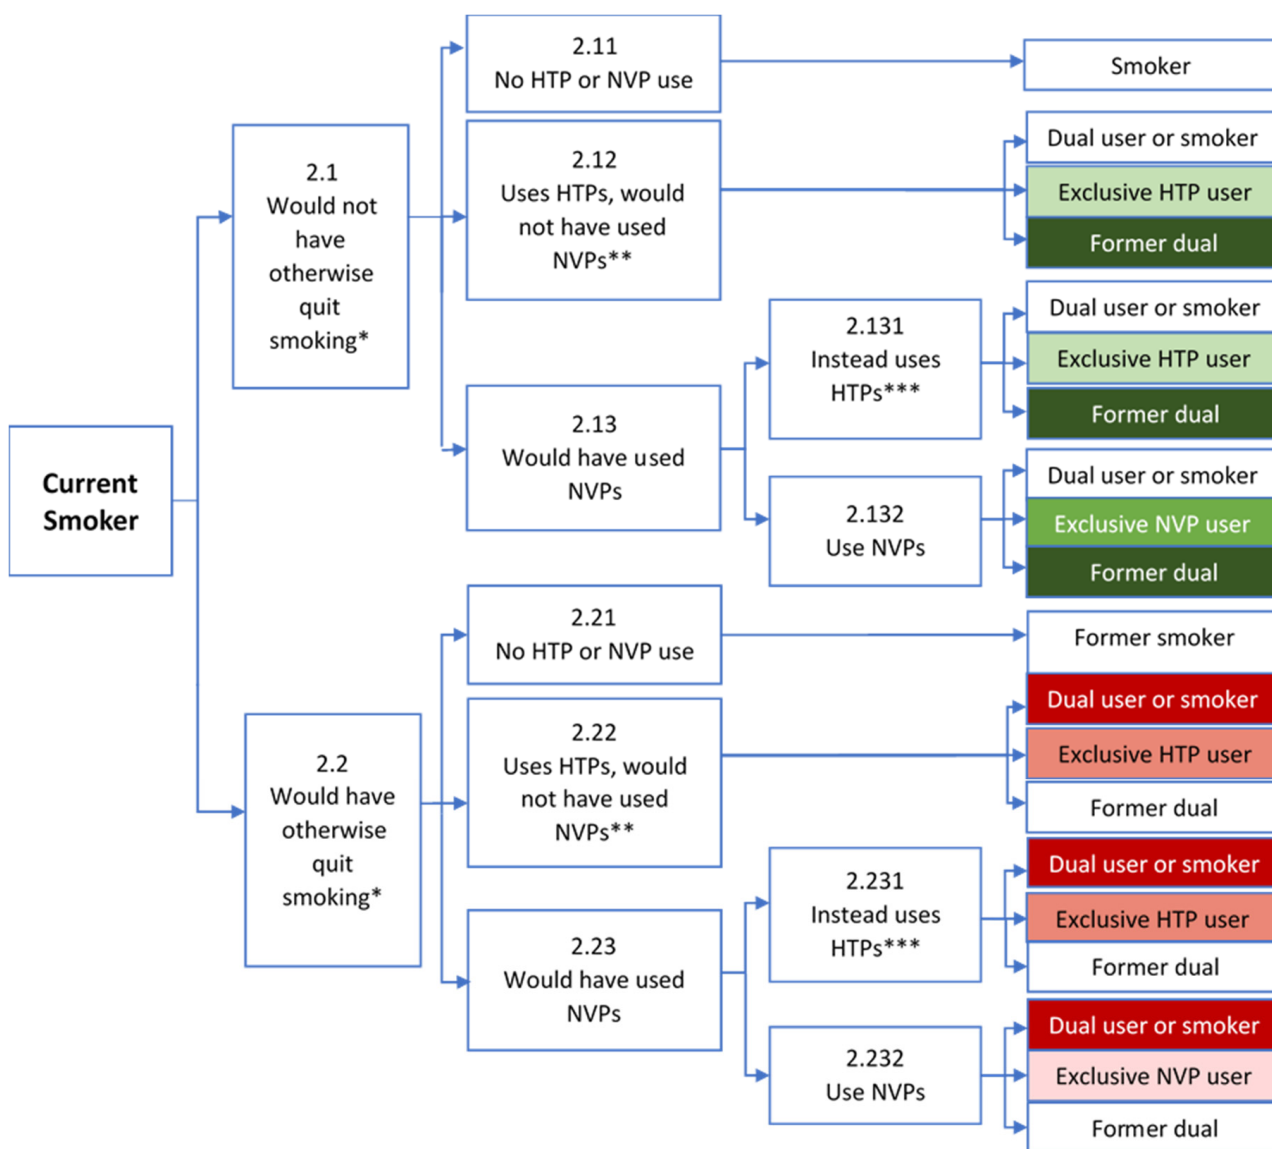 Current
Smoker
2.1
Would not
have
otherwise
quit
smoking*
2.11
No HTP or NVP use
Smoker
2.12
Uses HTPs, would
not have used
NVPs**
Dual user or smoker
Exclusive HTP user
Former dual
2.13
Would have used
NVPs
2.131
Instead uses
HTPs***
Dual user or smoker
Exclusive HTP user
Former dual
2.132
Use NVPs
Dual user or smoker
Exclusive NVP user
Former dual
2.2
Would have
otherwise
quit
smoking*
2.21
No HTP or NVP use
Former smoker
2.22
Uses HTPs, would
not have used
NVPs**
Dual user or smoker
Exclusive HTP user
Former dual
2.23
Would have used
NVPs
2.231
Instead uses
HTPs***
Dual user or smoker
Exclusive HTP user
Former dual
2.232
Use NVPs
Dual user or smoker
Exclusive NVP user
Former dual